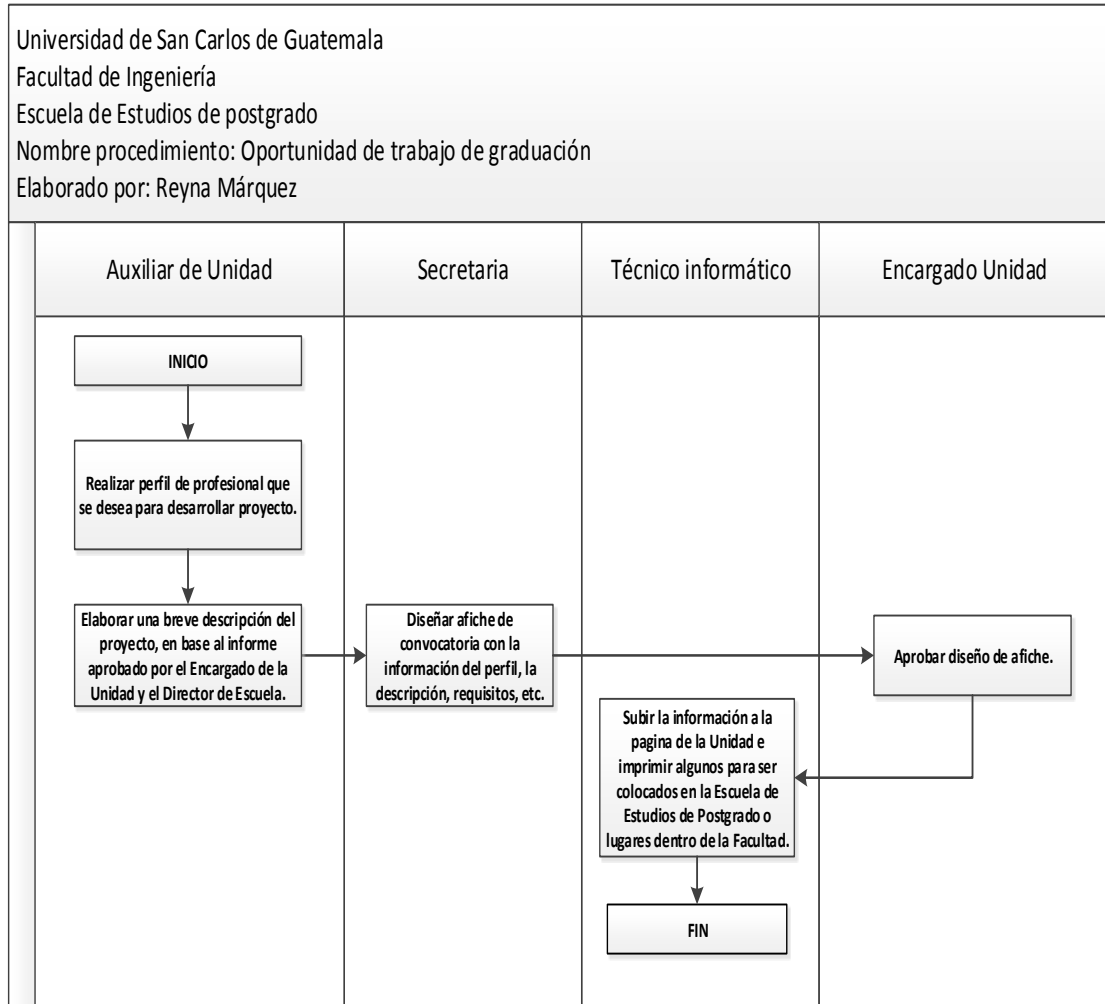 Universidad de San Carlos de Guatemala
Facultad de Ingeniería
Escuela de Estudios de postgrado
Nombre procedimiento: Oportunidad de trabajo de graduación
Elaborado por: Reyna Márquez
Auxiliar de Unidad
Secretaria
Técnico informático
Encargado Unidad
INICIO
Realizar perfil de profesional que
se desea para desarrollar proyecto.
Elaborar una breve descripción del
proyecto, en base al informe
aprobado por el Encargado de la
Unidad y el Director de Escuela.
Diseñar afiche de
convocatoria con la
información del perfil, la
descripción, requisitos, etc.
Aprobar diseño de afiche.
Subir la información a la
pagina de la Unidad e
imprimir algunos para ser
colocados en la Escuela de
Estudios de Postgrado o
lugares dentro de la Facultad.
FIN